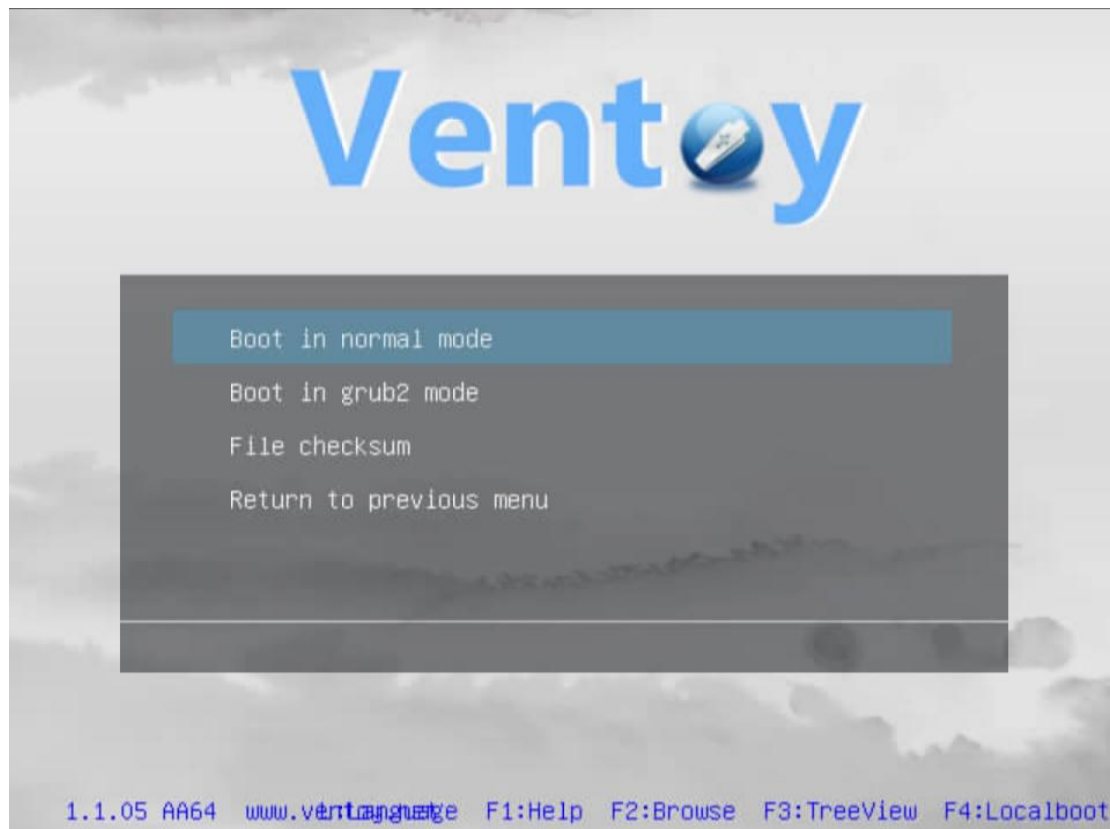 Ventoy
Boot in normal mode
Boot in grub2 mode
File checksum
Return to previous menu
1.1.05 AA64 F1:Help F2:Browse F3:TreeView F4:Localboot